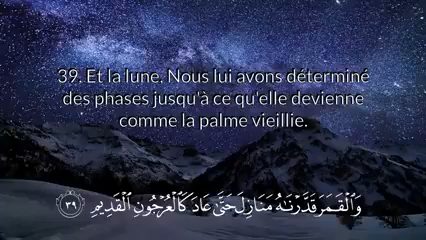 39. Et la lune. Nous lui avons déterminé
des phases jusqu'à ce qu'elle devienne
comme la palme vieillie.
وَٱلْقَمَرَ قَدَّرْنَٰهُ مَنَازِلَ حَتَّىٰ عَادَ كَٱلْعُرْجُونِ ٱلْقَدِيمِ ٣٩